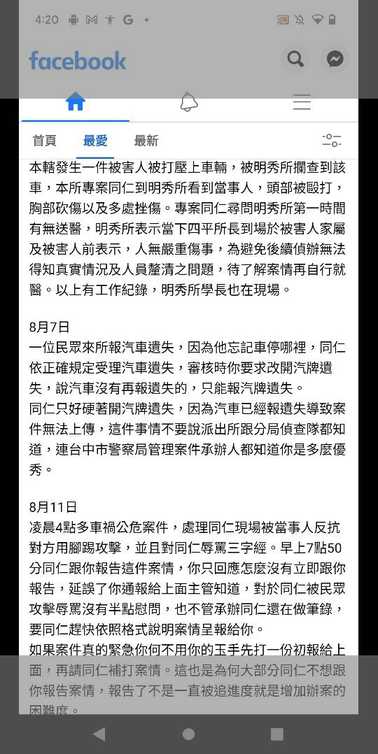 4:20
facebook
首頁
最愛
最新
本轄發生一件被害人被打壓上車輛，被明秀所攔查到該
車，本所專案同仁到明秀所看到當事人，頭部被毆打，
胸部砍傷以及多處挫傷。專案同仁尋問明秀所第一時間
有無送醫，明秀所表示當下四平所長到場於被害人家屬
及被害人前表示，人無嚴重傷事，為避免後續偵辦無法
得知真實情況及人員釐清之問題，待了解案情再自行就
醫。以上有工作紀錄，明秀所學長也在現場。
8月7日
一位民眾來所報汽車遺失，因為他忘記車停哪裡，同仁
依正確規定受理汽車遺失，審核時你要求改開汽牌遺
失，說汽車沒有再報遺失的，只能報汽牌遺失。
同仁只好硬著開汽牌遺失，因為汽車已經報遺失導致案
件無法上傳，這件事情不要說派出所跟分局偵查隊都知
道，連台中市警察局管理案件承辦人都知道你是多麼優
秀。
8月11日
凌晨4點多車禍公危案件，處理同仁現場被當事人反抗
對方用腳踢攻擊，並且對同仁辱罵三字經。早上7點50
分同仁跟你報告這件案情，你只回應怎麼沒有立即跟你
報告，延誤了你通報給上面主管知道，對於同仁被民眾
攻擊辱罵沒有半點慰問，也不管承辦同仁還在做筆錄，
要同仁趕快依照格式說明案情呈報給你。
如果案件真的緊急你何不用你的玉手先打一份初報給上
面，再請同仁補打案情。這也是為何大部分同仁不想跟
你報告案情，報告了不是一直被追進度就是增加辦案的
困難度。